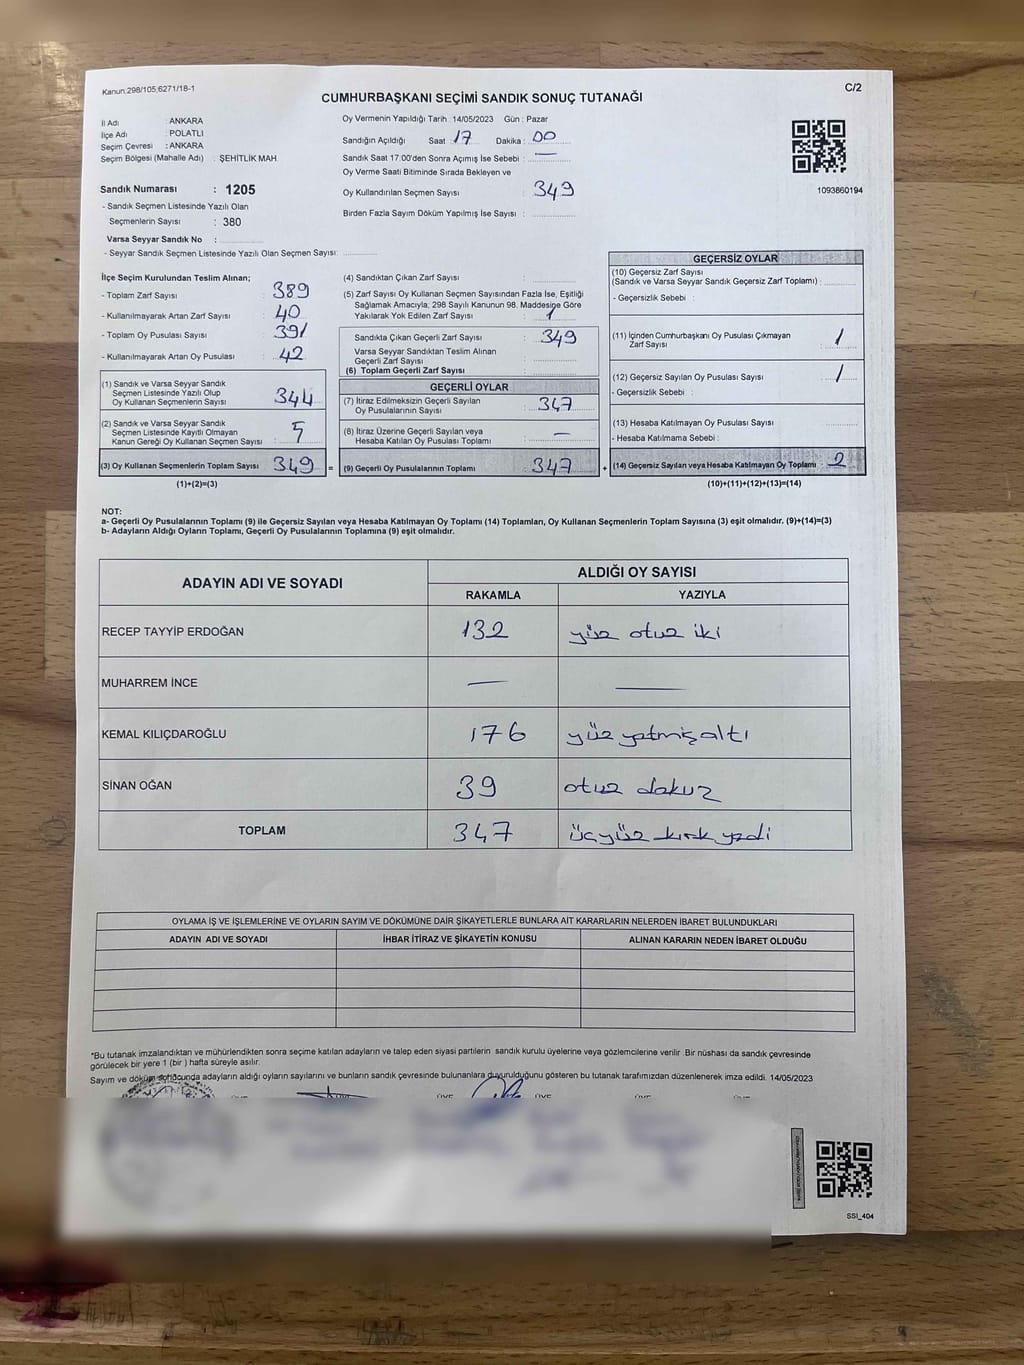 Kanun.298/105,6271/18-1
C/2
CUMHURBAŞKANI SEÇİMİ SANDIK SONUÇ TUTANAĞI
İl Adı : ANKARA
İlçe Adı : POLATLI
Seçim Çevresi : ANKARA
Seçim Bölgesi (Mahalle Adı) : ŞEHİTLİK MAH.
Sandık Numarası : 1205
- Sandık Seçmen Listesinde Yazılı Olan
Seçmenlerin Sayısı : 380
Varsa Seyyar Sandık No :
- Seyyar Sandık Seçmen Listesinde Yazılı Olan Seçmen Sayısı:
Oy Vermenin Yapıldığı Tarih :14/05/2023 Gün : Pazar
Sandığın Açıldığı Saat : 17 Dakika : 00
Sandık Saat 17:00'den Sonra Açımış İse Sebebi : —
Oy Verme Saati Bitiminde Sırada Bekleyen ve
Oy Kullandırılan Seçmen Sayısı : 349
Birden Fazla Sayım Döküm Yapılmış İse Sayısı :
1093860194
İlçe Seçim Kurulundan Teslim Alınan;
- Toplam Zarf Sayısı : 389
- Kullanılmayarak Artan Zarf Sayısı : 40
- Toplam Oy Pusulası Sayısı : 391
- Kullanılmayarak Artan Oy Pusulası : 42
(1) Sandık ve Varsa Seyyar Sandık
Seçmen Listesinde Yazılı Olup
Oy Kullanan Seçmenlerin Sayısı : 344
(2) Sandık ve Varsa Seyyar Sandık
Seçmen Listesinde Kayıtlı Olmayan
Kanun Gereği Oy Kullanan Seçmen Sayısı : 5
(3) Oy Kullanan Seçmenlerin Toplam Sayısı : 349
(1)+(2)=(3)
(4) Sandıktan Çıkan Zarf Sayısı :
(5) Zarf Sayısı Oy Kullanan Seçmen Sayısından Fazla İse, Eşitliği
Sağlamak Amacıyla, 298 Sayılı Kanunun 98. Maddesine Göre
Yakılarak Yok Edilen Zarf Sayısı : 1
Sandıkta Çıkan Geçerli Zarf Sayısı : 349
Varsa Seyyar Sandıktan Teslim Alınan
Geçerli Zarf Sayısı :
(6) Toplam Geçerli Zarf Sayısı :
GEÇERLİ OYLAR
(7) İtiraz Edilmeksizin Geçerli Sayılan
Oy Pusulalarının Sayısı : 347
(8) İtiraz Üzerine Geçerli Sayılan veya
Hesaba Katılan Oy Pusulası Toplamı : —
= (9) Geçerli Oy Pusulalarının Toplamı : 347
GEÇERSİZ OYLAR
(10) Geçersiz Zarf Sayısı
(Sandık ve Varsa Seyyar Sandık Geçersiz Zarf Toplamı) :
- Geçersizlik Sebebi :
(11) İçinden Cumhurbaşkanı Oy Pusulası Çıkmayan
Zarf Sayısı : 1
(12) Geçersiz Sayılan Oy Pusulası Sayısı : 1
- Geçersizlik Sebebi :
(13) Hesaba Katılmayan Oy Pusulası Sayısı :
- Hesaba Katılmama Sebebi :
+ (14) Geçersiz Sayılan veya Hesaba Katılmayan Oy Toplamı : 2
(10)+(11)+(12)+(13)=(14)
NOT:
a- Geçerli Oy Pusulalarının Toplamı (9) ile Geçersiz Sayılan veya Hesaba Katılmayan Oy Toplamı (14) Toplamları, Oy Kullanan Seçmenlerin Toplam Sayısına (3) eşit olmalıdır. (9)+(14)=(3)
b- Adayların Aldığı Oyların Toplamı, Geçerli Oy Pusulalarının Toplamına (9) eşit olmalıdır.
ADAYIN ADI VE SOYADI
ALDIĞI OY SAYISI
RAKAMLA YAZIYLA
RECEP TAYYİP ERDOĞAN 132 yüz otuz iki
MUHARREM İNCE — —
KEMAL KILIÇDAROĞLU 176 yüz yetmiş altı
SİNAN OĞAN 39 otuz dokuz
TOPLAM 347 üçyüz kırk yedi
OYLAMA İŞ VE İŞLEMLERİNE VE OYLARIN SAYIM VE DÖKÜMÜNE DAİR ŞİKAYETLERLE BUNLARA AİT KARARLARIN NELERDEN İBARET BULUNDUKLARI
ADAYIN ADI VE SOYADI İHBAR İTİRAZ VE ŞİKAYETİN KONUSU ALINAN KARARIN NEDEN İBARET OLDUĞU
*Bu tutanak imzalandıktan ve mühürlendikten sonra seçime katılan adayların ve talep eden siyasi partilerin sandık kurulu üyelerine veya gözlemcilerine verilir. Bir nüshası da sandık çevresinde
görülecek bir yere 1 (bir ) hafta süreyle asılır.
Sayım ve döküm sonucunda adayların aldığı oyların sayılarını ve bunların sandık çevresinde bulunanlara duyurulduğunu gösteren bu tutanak tarafımızdan düzenlenerek imza edildi. 14/05/2023
SSI_404